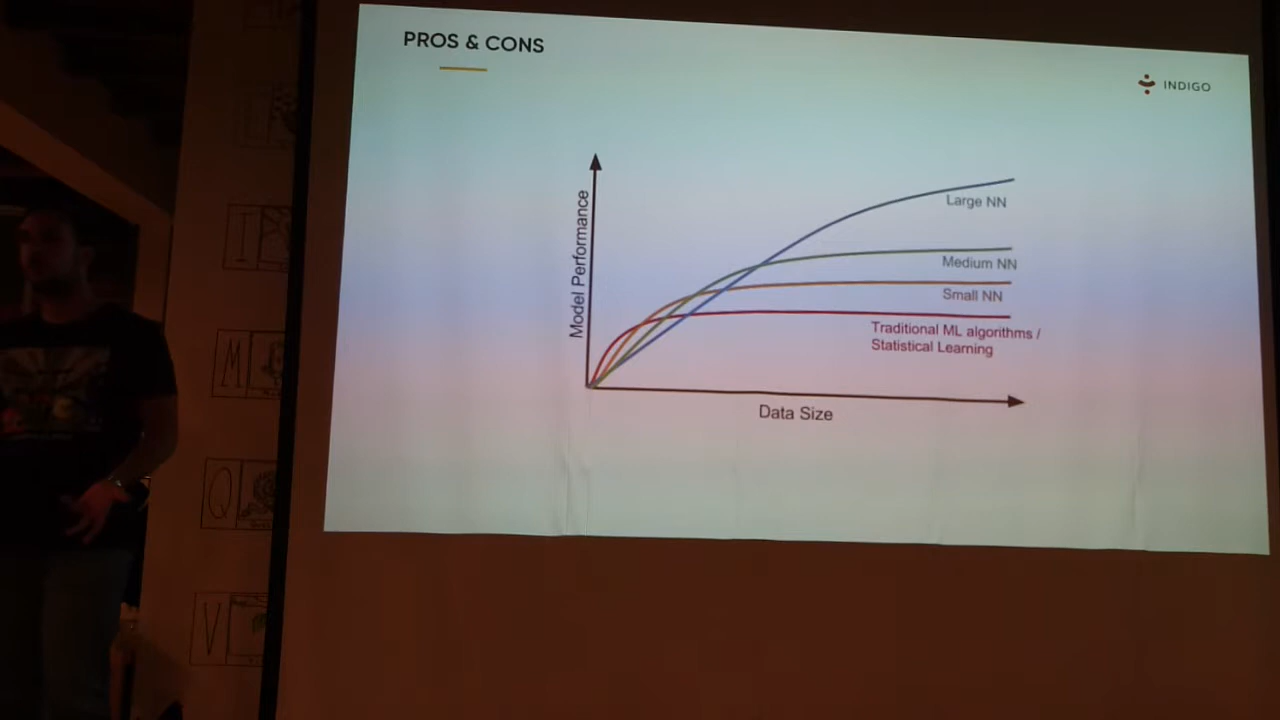 PROS & CONS
INDIGO
Model Performance
Large NN
Medium NN
Small NN
Traditional ML algorithms /
Statistical Learning
Data Size
I
M
Q
V